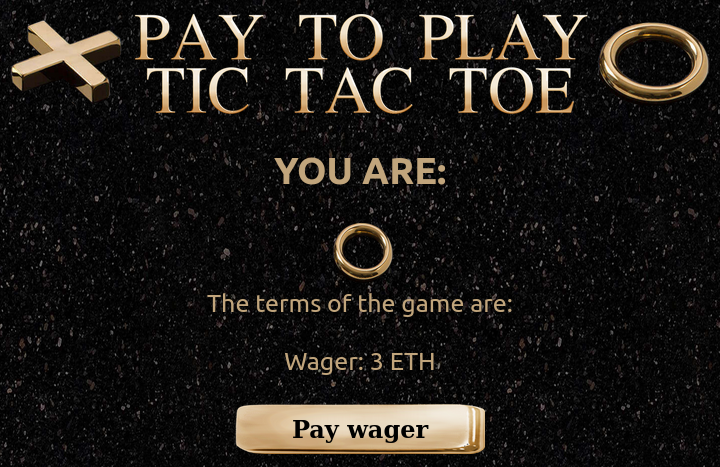 PAY TO PLAY
TIC TAC TOE
YOU ARE:
The terms of the game are:
Wager: 3 ETH
Pay wager